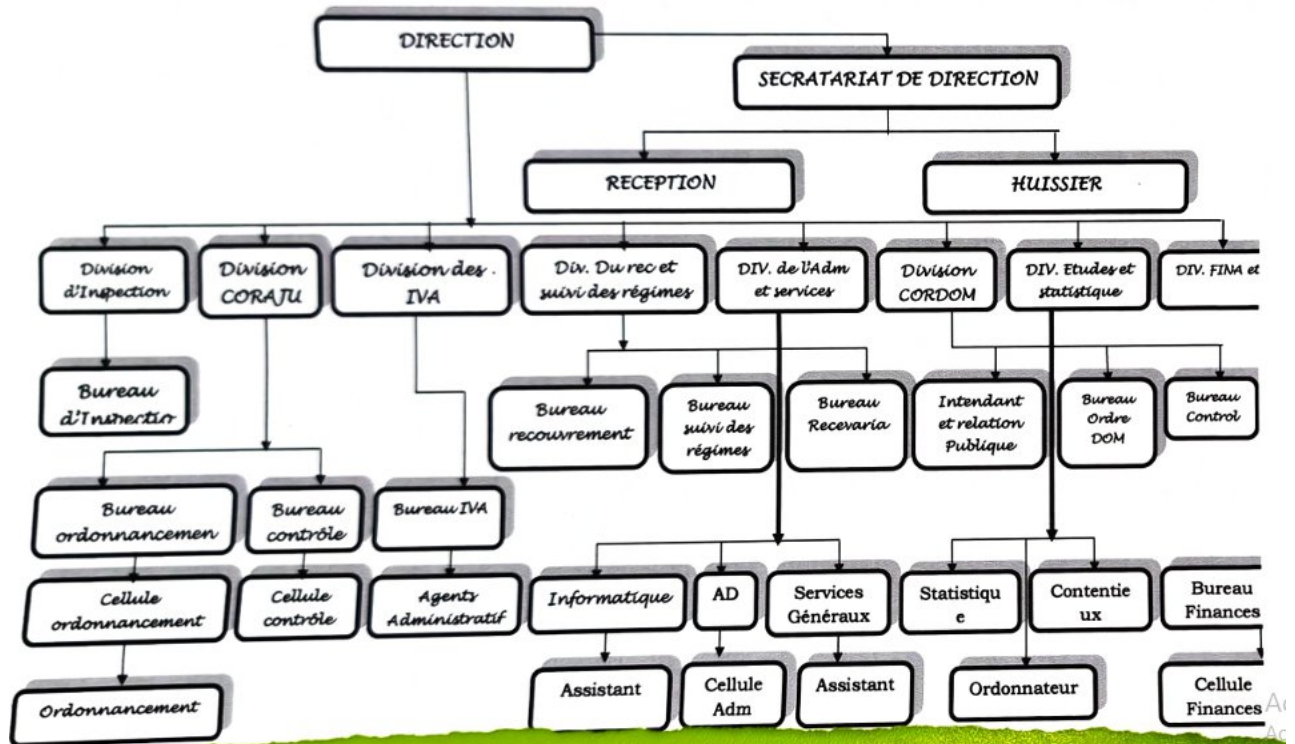 DIRECTION
SECRATARIAT DE DIRECTION
RECEPTION
HUISSIER
Division
d'Inspection
Division
CORAJU
Division des
IVA
Div. Du rec et
suivi des régimes
DIV. de l'Adm
et services
Division
CORDOM
DIV. Etudes et
statistique
DIV. FINA et
Bureau
d'Inspectio
Bureau
recouvrement
Bureau
suivi des
régimes
Bureau
Recevaria
Intendant
et relation
Publique
Bureau
Ordre
DOM
Bureau
Control
Bureau
ordonnancemen
Bureau
contrôle
Bureau IVA
Cellule
ordonnancement
Cellule
contrôle
Agents
Administratif
Informatique
AD
Services
Généraux
Statistiqu
e
Contentie
ux
Bureau
Finances
Ordonnancement
Assistant
Cellule
Adm
Assistant
Ordonnateur
Cellule
Finances